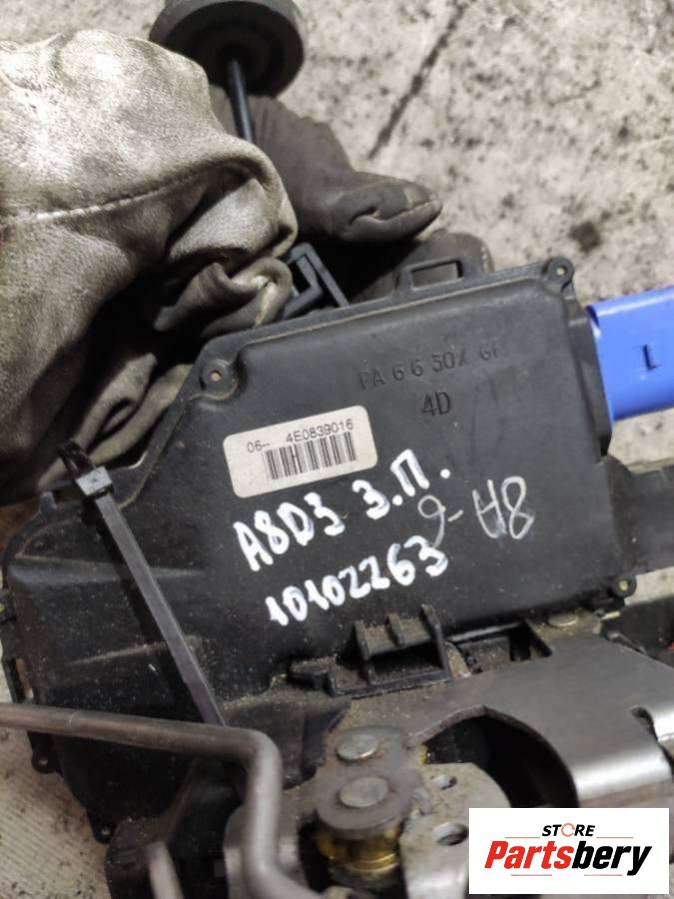 PA 6 6 50% GF
4D
06-- 4E0839016
A8D3 З.П.
10102263
9-A8
L
STORE
Partsbery